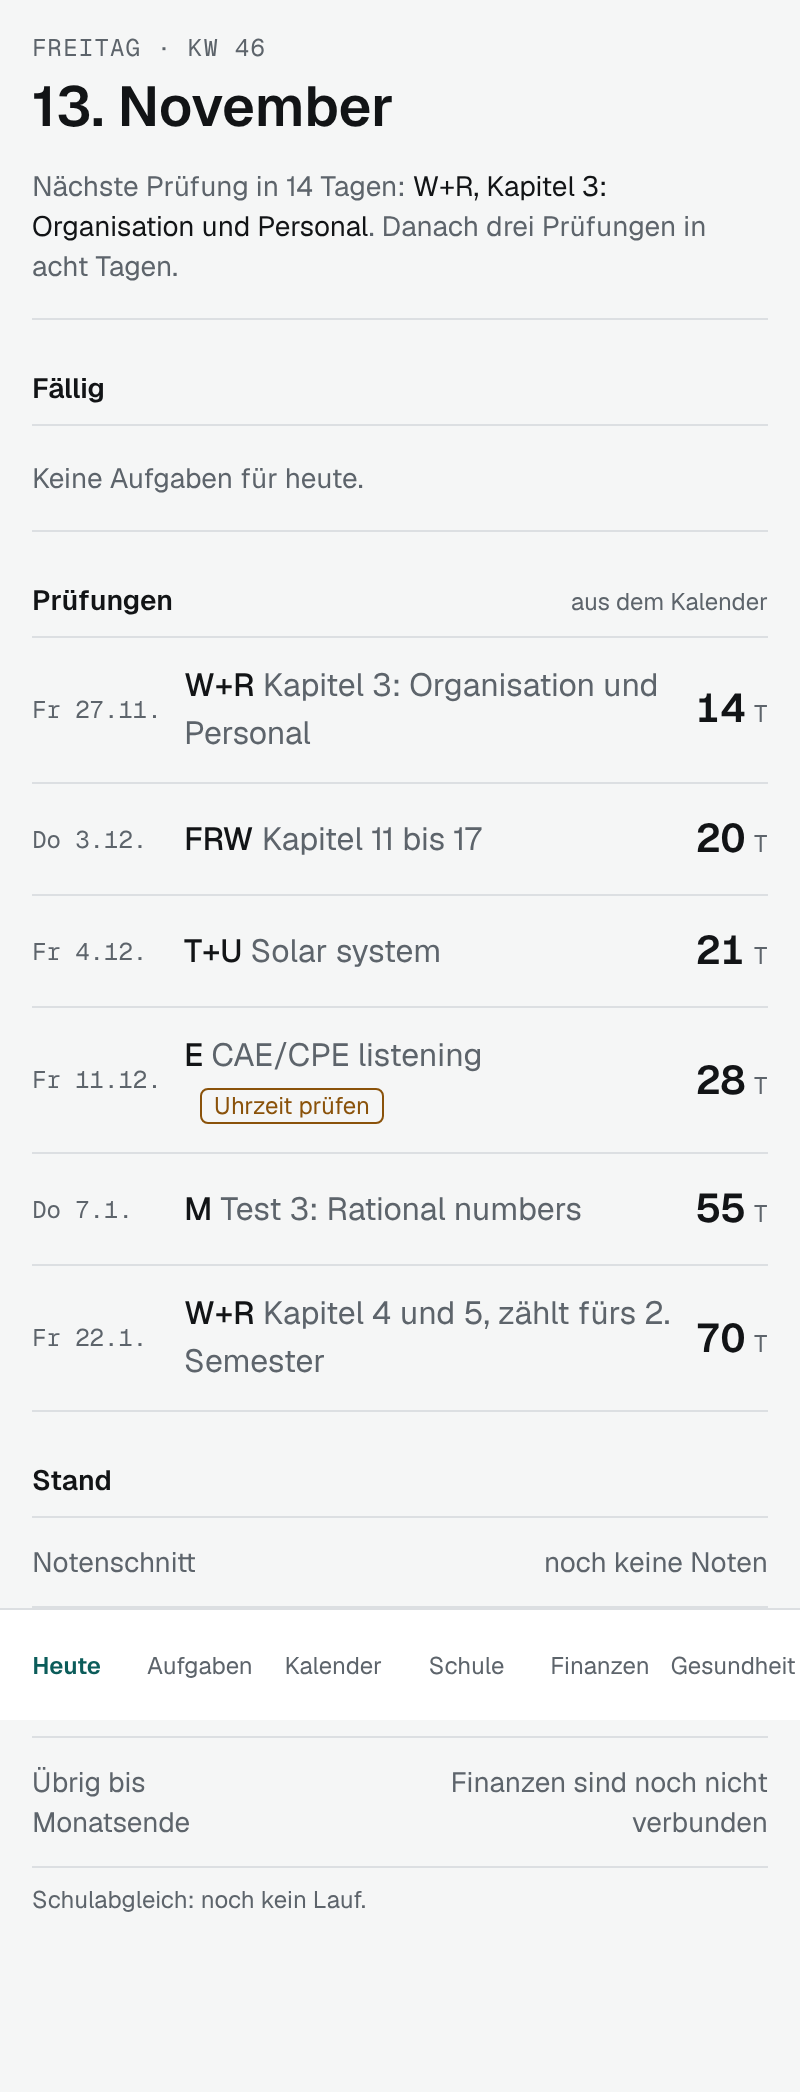 FREITAG · KW 46
13. November
Nächste Prüfung in 14 Tagen: W+R, Kapitel 3:
Organisation und Personal. Danach drei Prüfungen in
acht Tagen.
Fällig
Keine Aufgaben für heute.
Prüfungen aus dem Kalender
Fr 27.11. W+R Kapitel 3: Organisation und
Personal 14 T
Do 3.12. FRW Kapitel 11 bis 17 20 T
Fr 4.12. T+U Solar system 21 T
Fr 11.12. E CAE/CPE listening
Uhrzeit prüfen 28 T
Do 7.1. M Test 3: Rational numbers 55 T
Fr 22.1. W+R Kapitel 4 und 5, zählt fürs 2.
Semester 70 T
Stand
Notenschnitt noch keine Noten
Heute Aufgaben Kalender Schule Finanzen Gesundheit
Übrig bis Finanzen sind noch nicht
Monatsende verbunden
Schulabgleich: noch kein Lauf.